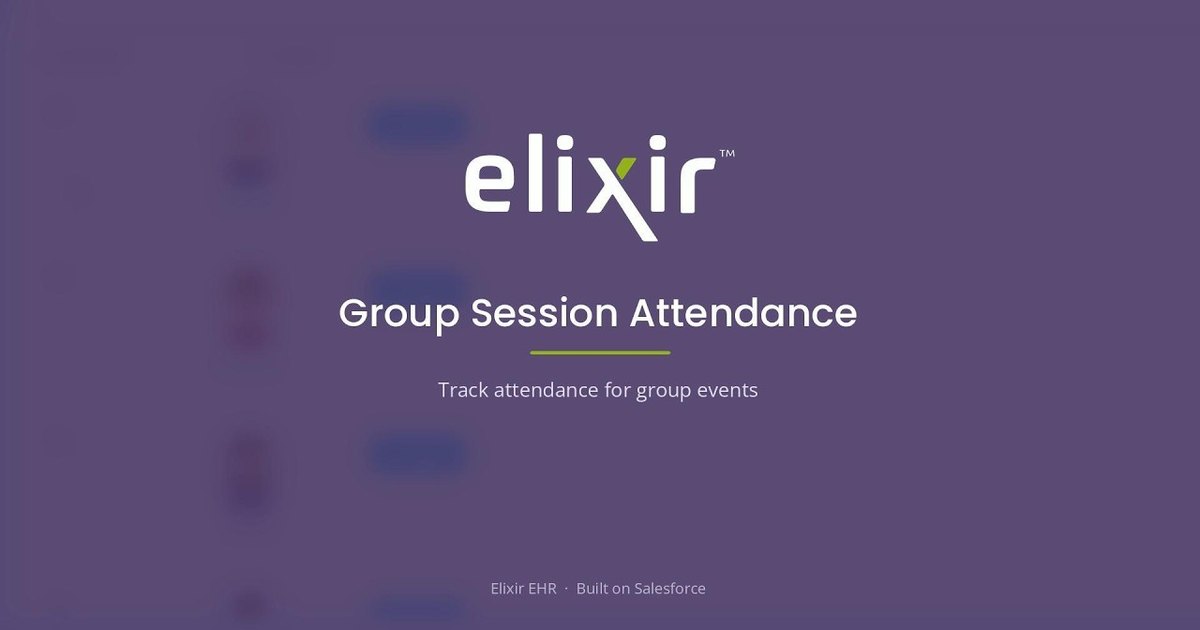 elixir™
Group Session Attendance
Track attendance for group events
Elixir EHR · Built on Salesforce